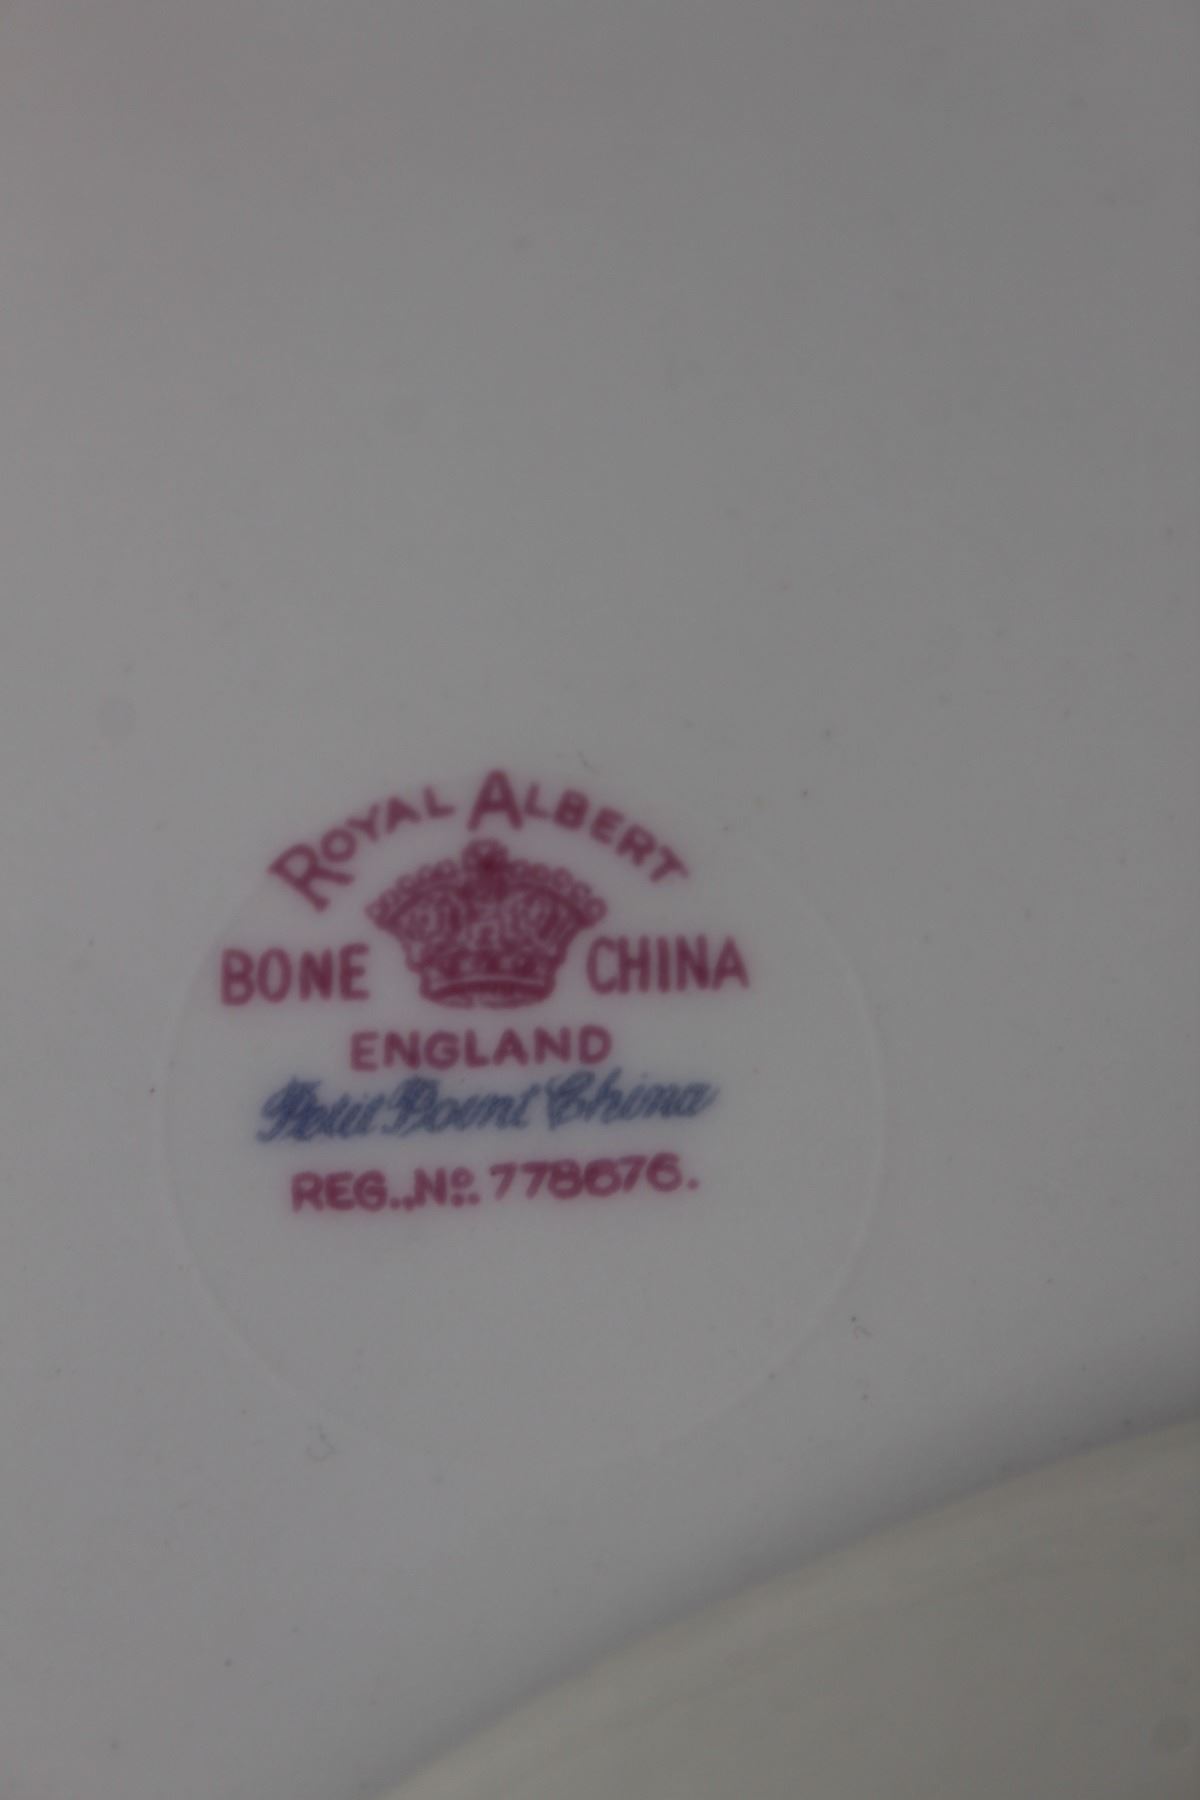 ROYAL ALBERT
BONE CHINA
ENGLAND
Petit Point China
REG., Nº. 778676.